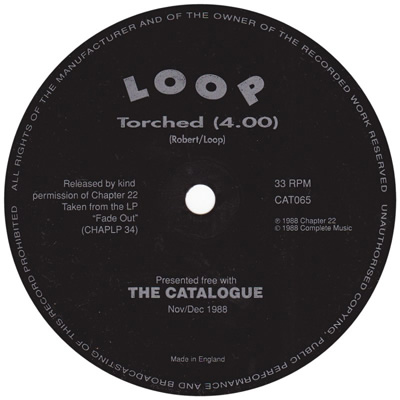 ALL RIGHTS OF THE MANUFACTURER AND OF THE OWNER OF THE RECORDED WORK RESERVED
UNAUTHORISED COPYING, PUBLIC PERFORMANCE AND BROADCASTING OF THIS RECORD PROHIBITED
LOOP
Torched (4.00)
(Robert/Loop)
Released by kind
permission of Chapter 22
Taken from the LP
"Fade Out"
(CHAPLP 34)
33 RPM
CAT065
℗ 1988 Chapter 22
© 1988 Complete Music
Presented free with
THE CATALOGUE
Nov/Dec 1988
Made in England